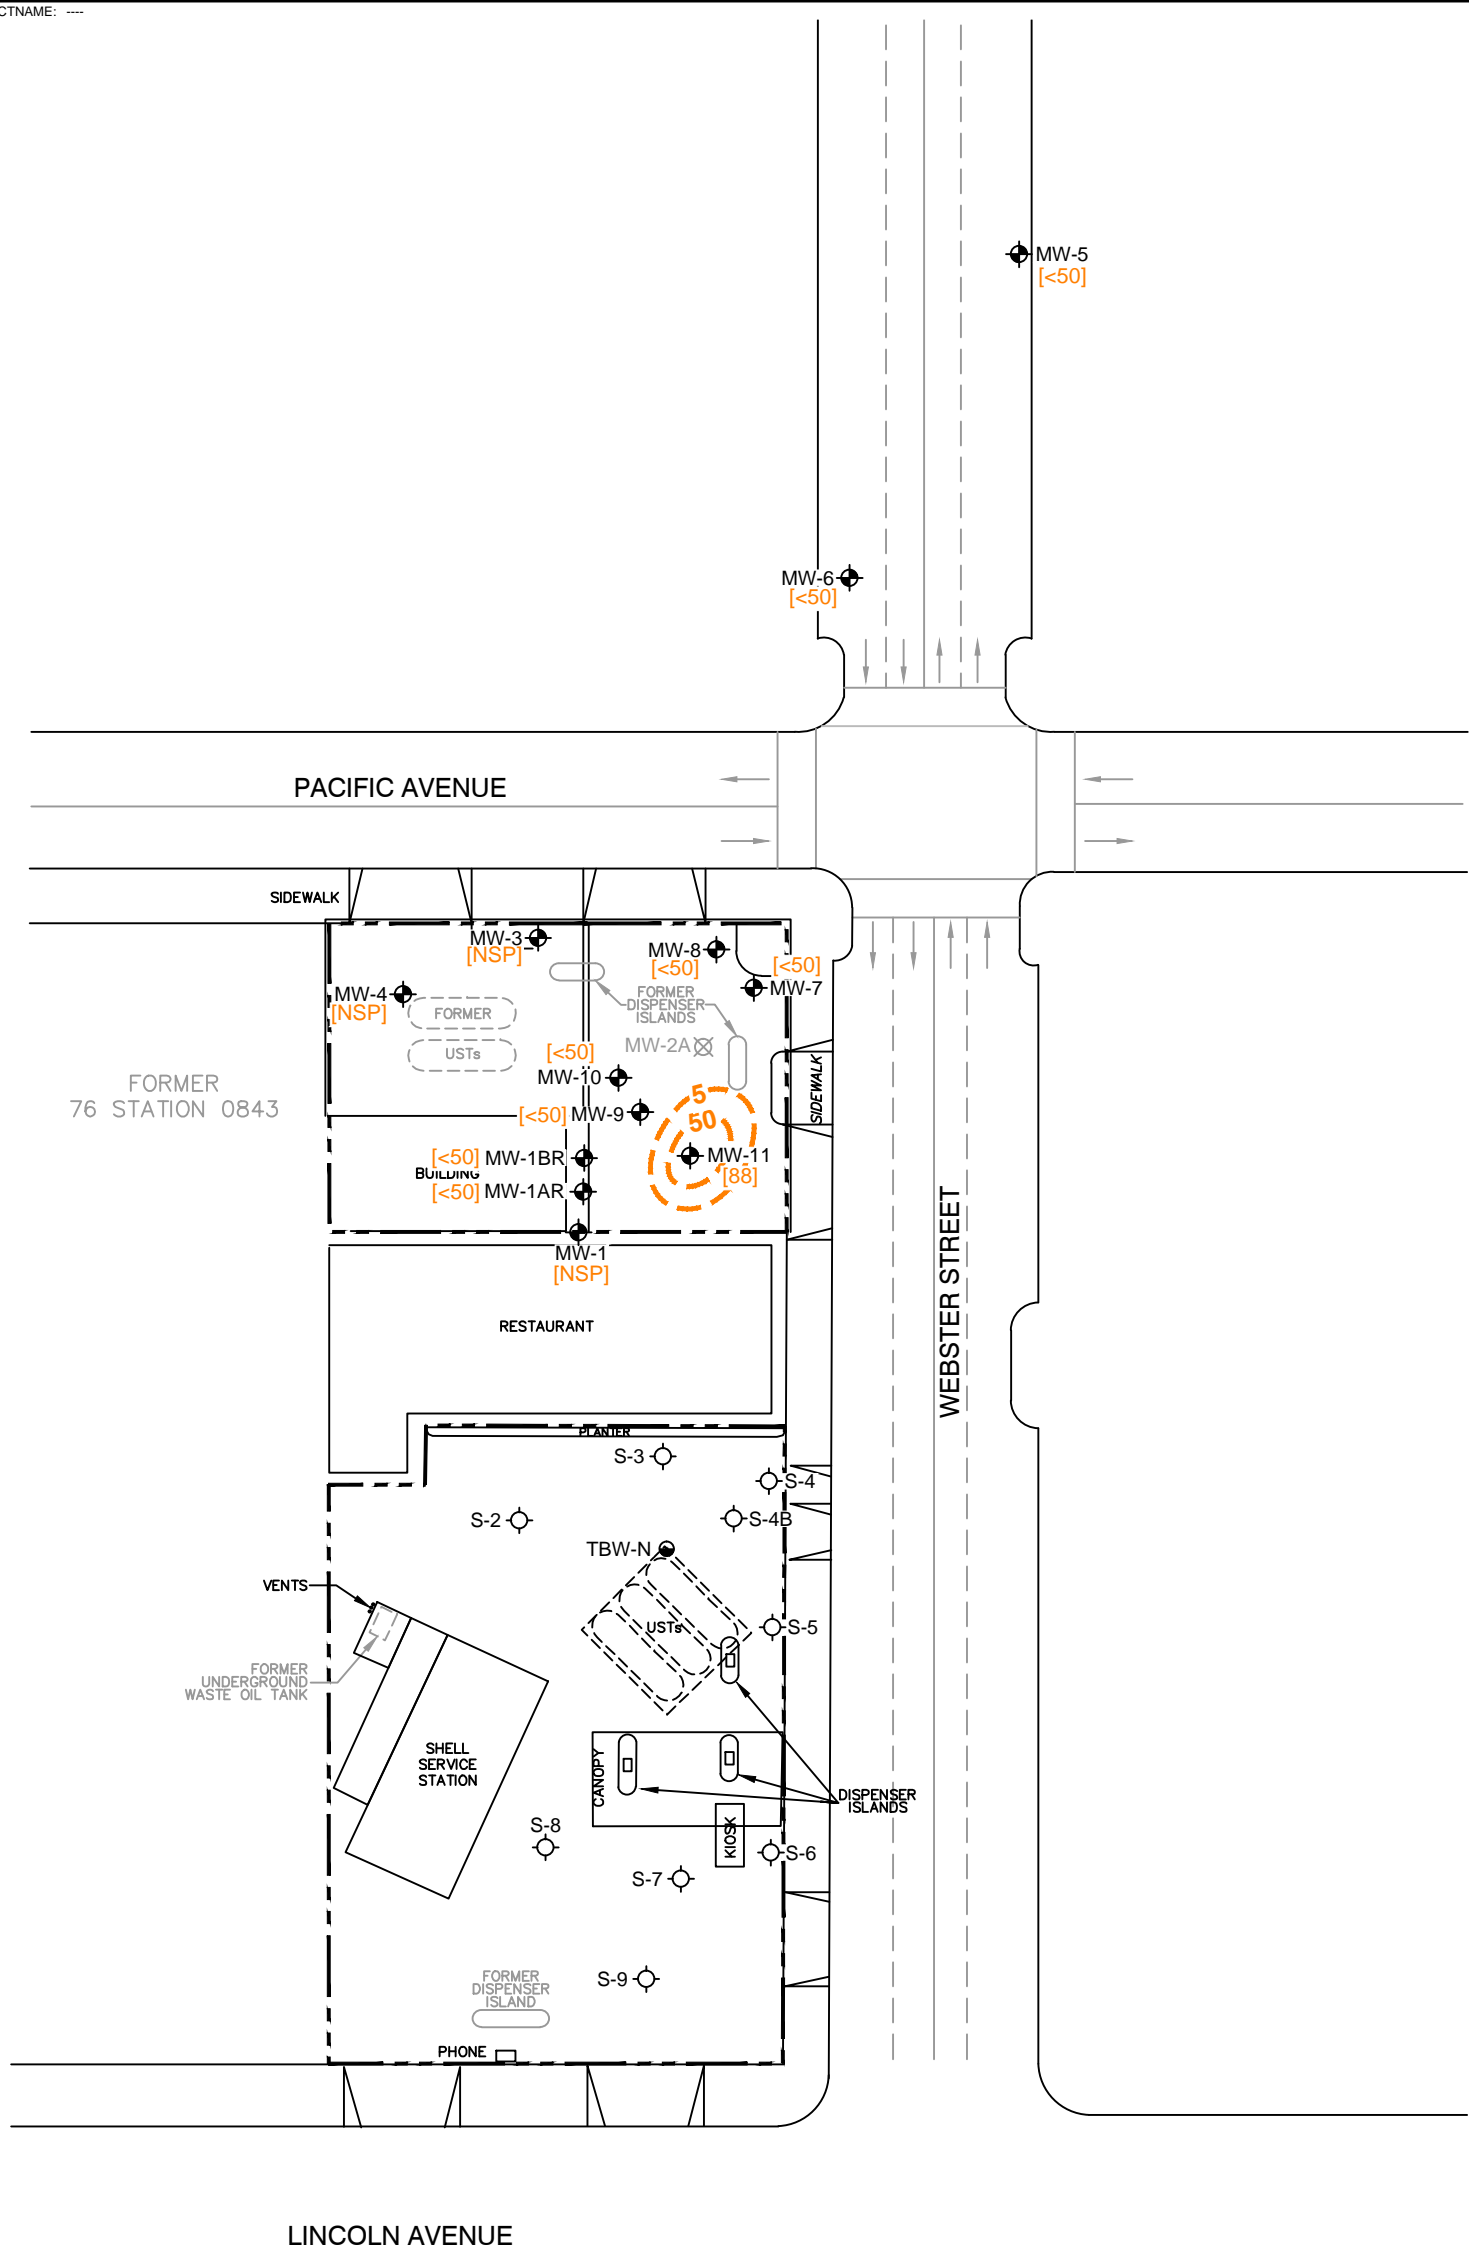 CTNAME: ----
MW-5
[<50]
MW-6
[<50]
PACIFIC AVENUE
SIDEWALK
MW-3
[NSP]
MW-8
[<50]
[<50]
MW-7
MW-4
[NSP]
FORMER
USTs
FORMER
DISPENSER
ISLANDS
MW-2A
[<50]
MW-10
[<50] MW-9
FORMER
76 STATION 0843
SIDEWALK
5
50
MW-11
[88]
[<50] MW-1BR
BUILDING
[<50] MW-1AR
MW-1
[NSP]
WEBSTER STREET
RESTAURANT
PLANTER
S-3
S-4
S-2
S-4B
TBW-N
VENTS
USTs
S-5
FORMER
UNDERGROUND
WASTE OIL TANK
SHELL
SERVICE
STATION
CANOPY
DISPENSER
ISLANDS
KIOSK
S-8
S-6
S-7
S-9
FORMER
DISPENSER
ISLAND
PHONE
LINCOLN AVENUE